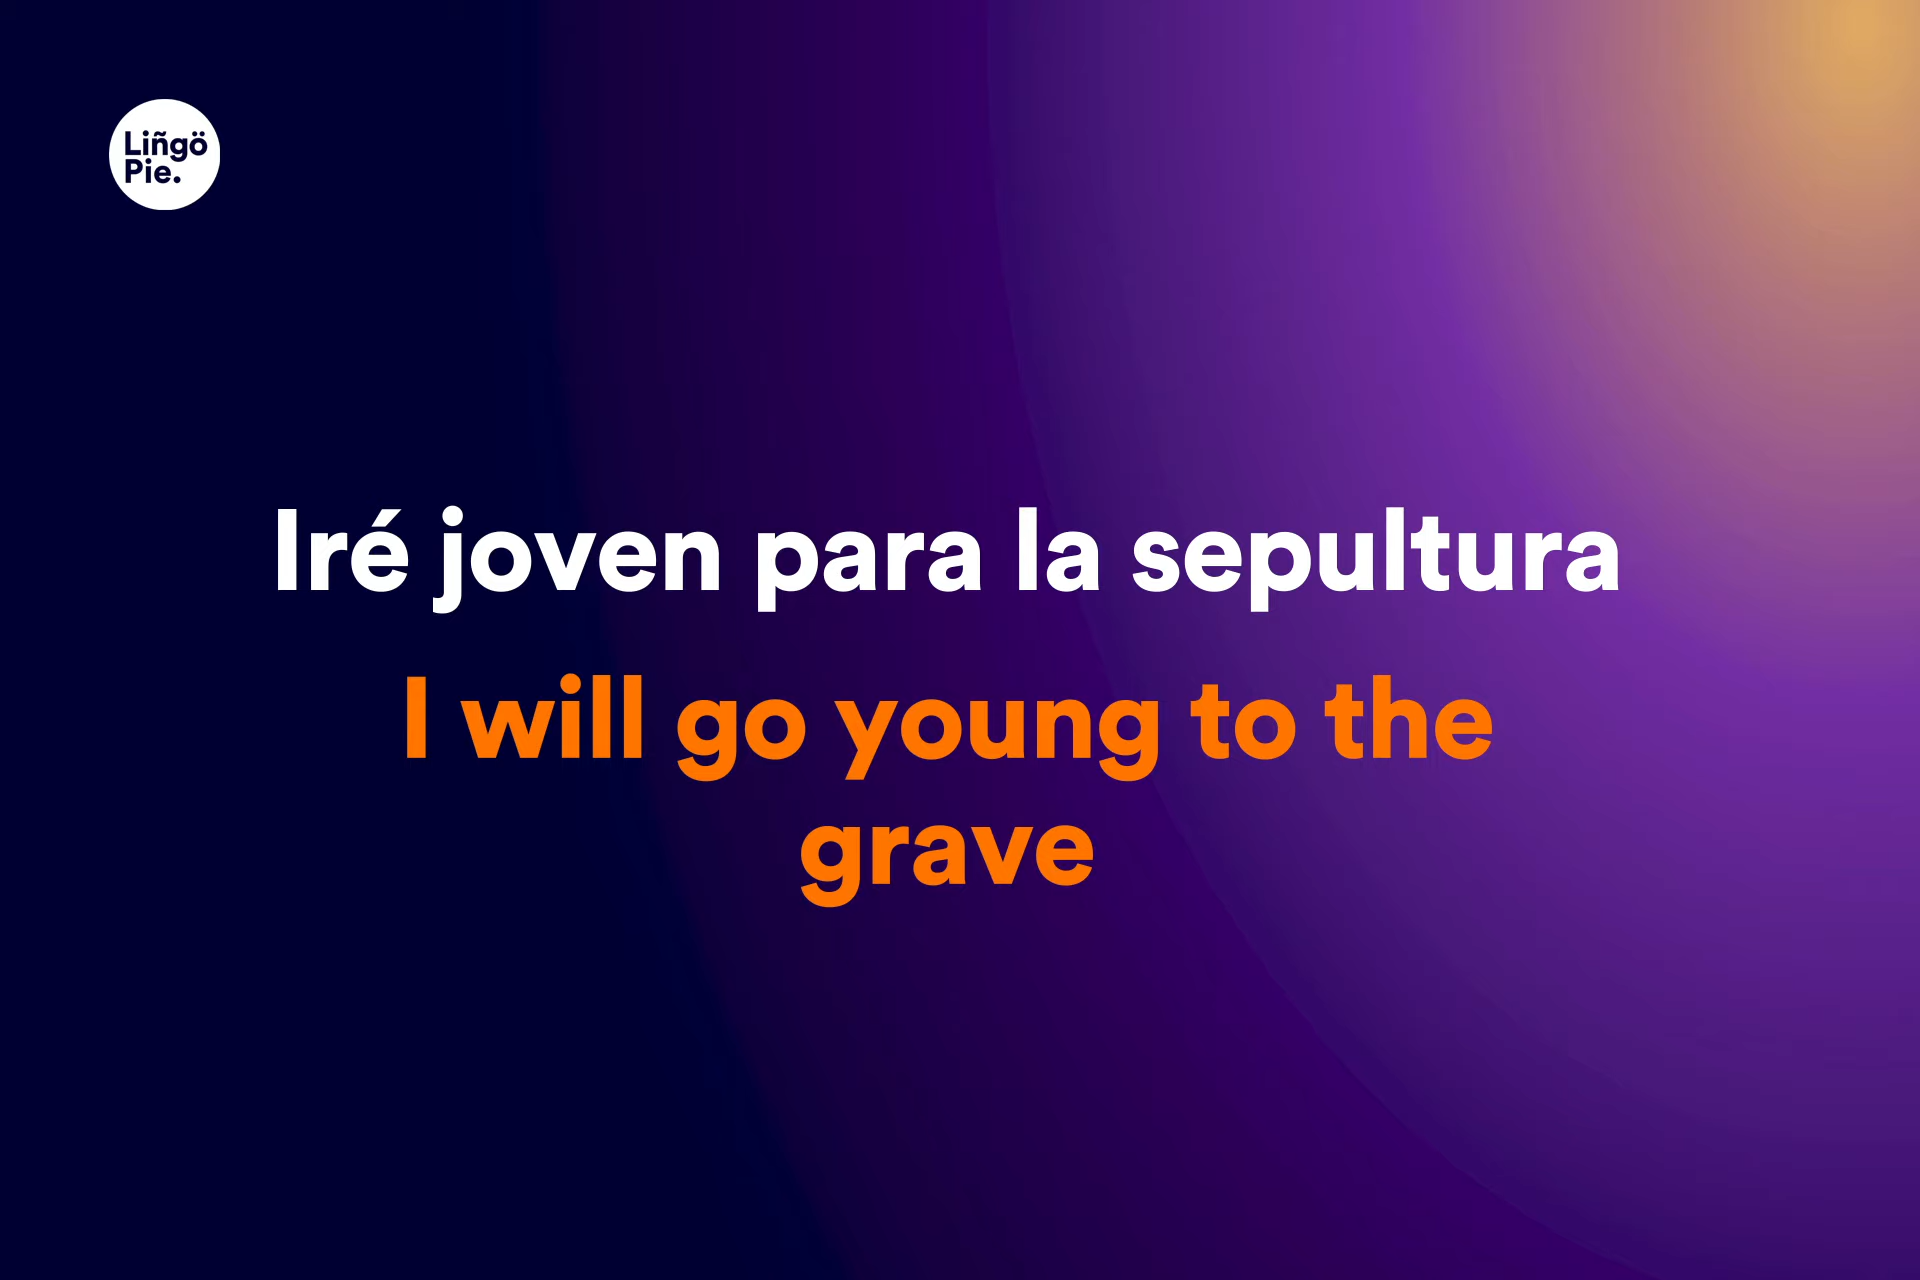 Liñgö
Pie.
Iré joven para la sepultura
I will go young to the
grave